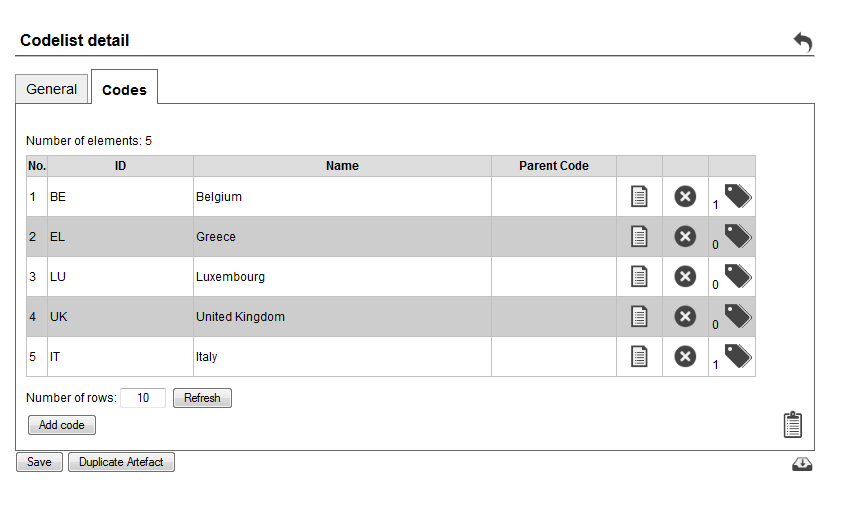 Codelist detail
General Codes
Number of elements: 5
No. ID Name Parent Code
1 BE Belgium 1
2 EL Greece 0
3 LU Luxembourg 0
4 UK United Kingdom 0
5 IT Italy 1
Number of rows: 10 Refresh
Add code
Save Duplicate Artefact